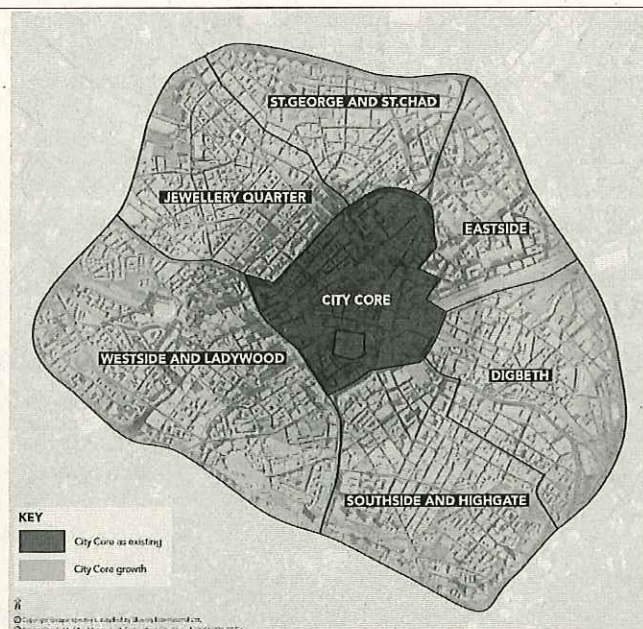 ST.GEORGE AND ST.CHAD
JEWELLERY QUARTER
EASTSIDE
CITY CORE
WESTSIDE AND LADYWOOD
DIGBETH
SOUTHSIDE AND HIGHGATE
KEY
City Core as existing
City Core growth